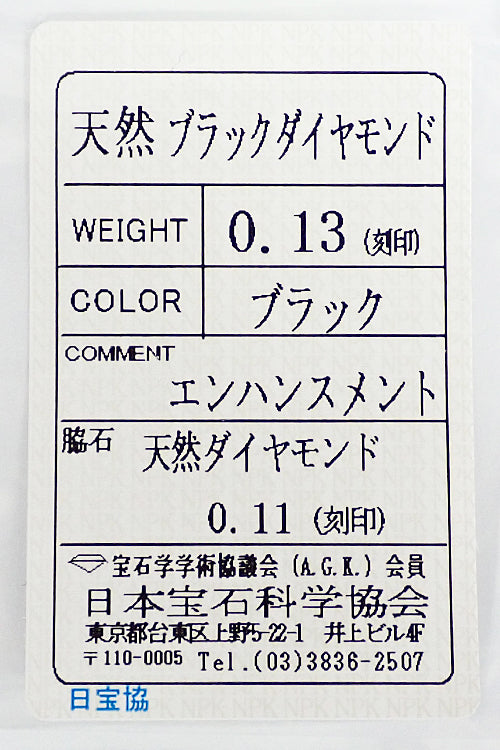 天然 ブラックダイヤモンド
WEIGHT 0.13 (刻印)
COLOR ブラック
COMMENT
エンハンスメント
脇石 天然ダイヤモンド
0.11 (刻印)
宝石学学術協議会 (A.G.K.) 会員
日本宝石科学協会
東京都台東区上野5-22-1 井上ビル4F
〒110-0005 Tel.(03)3836-2507
日宝協